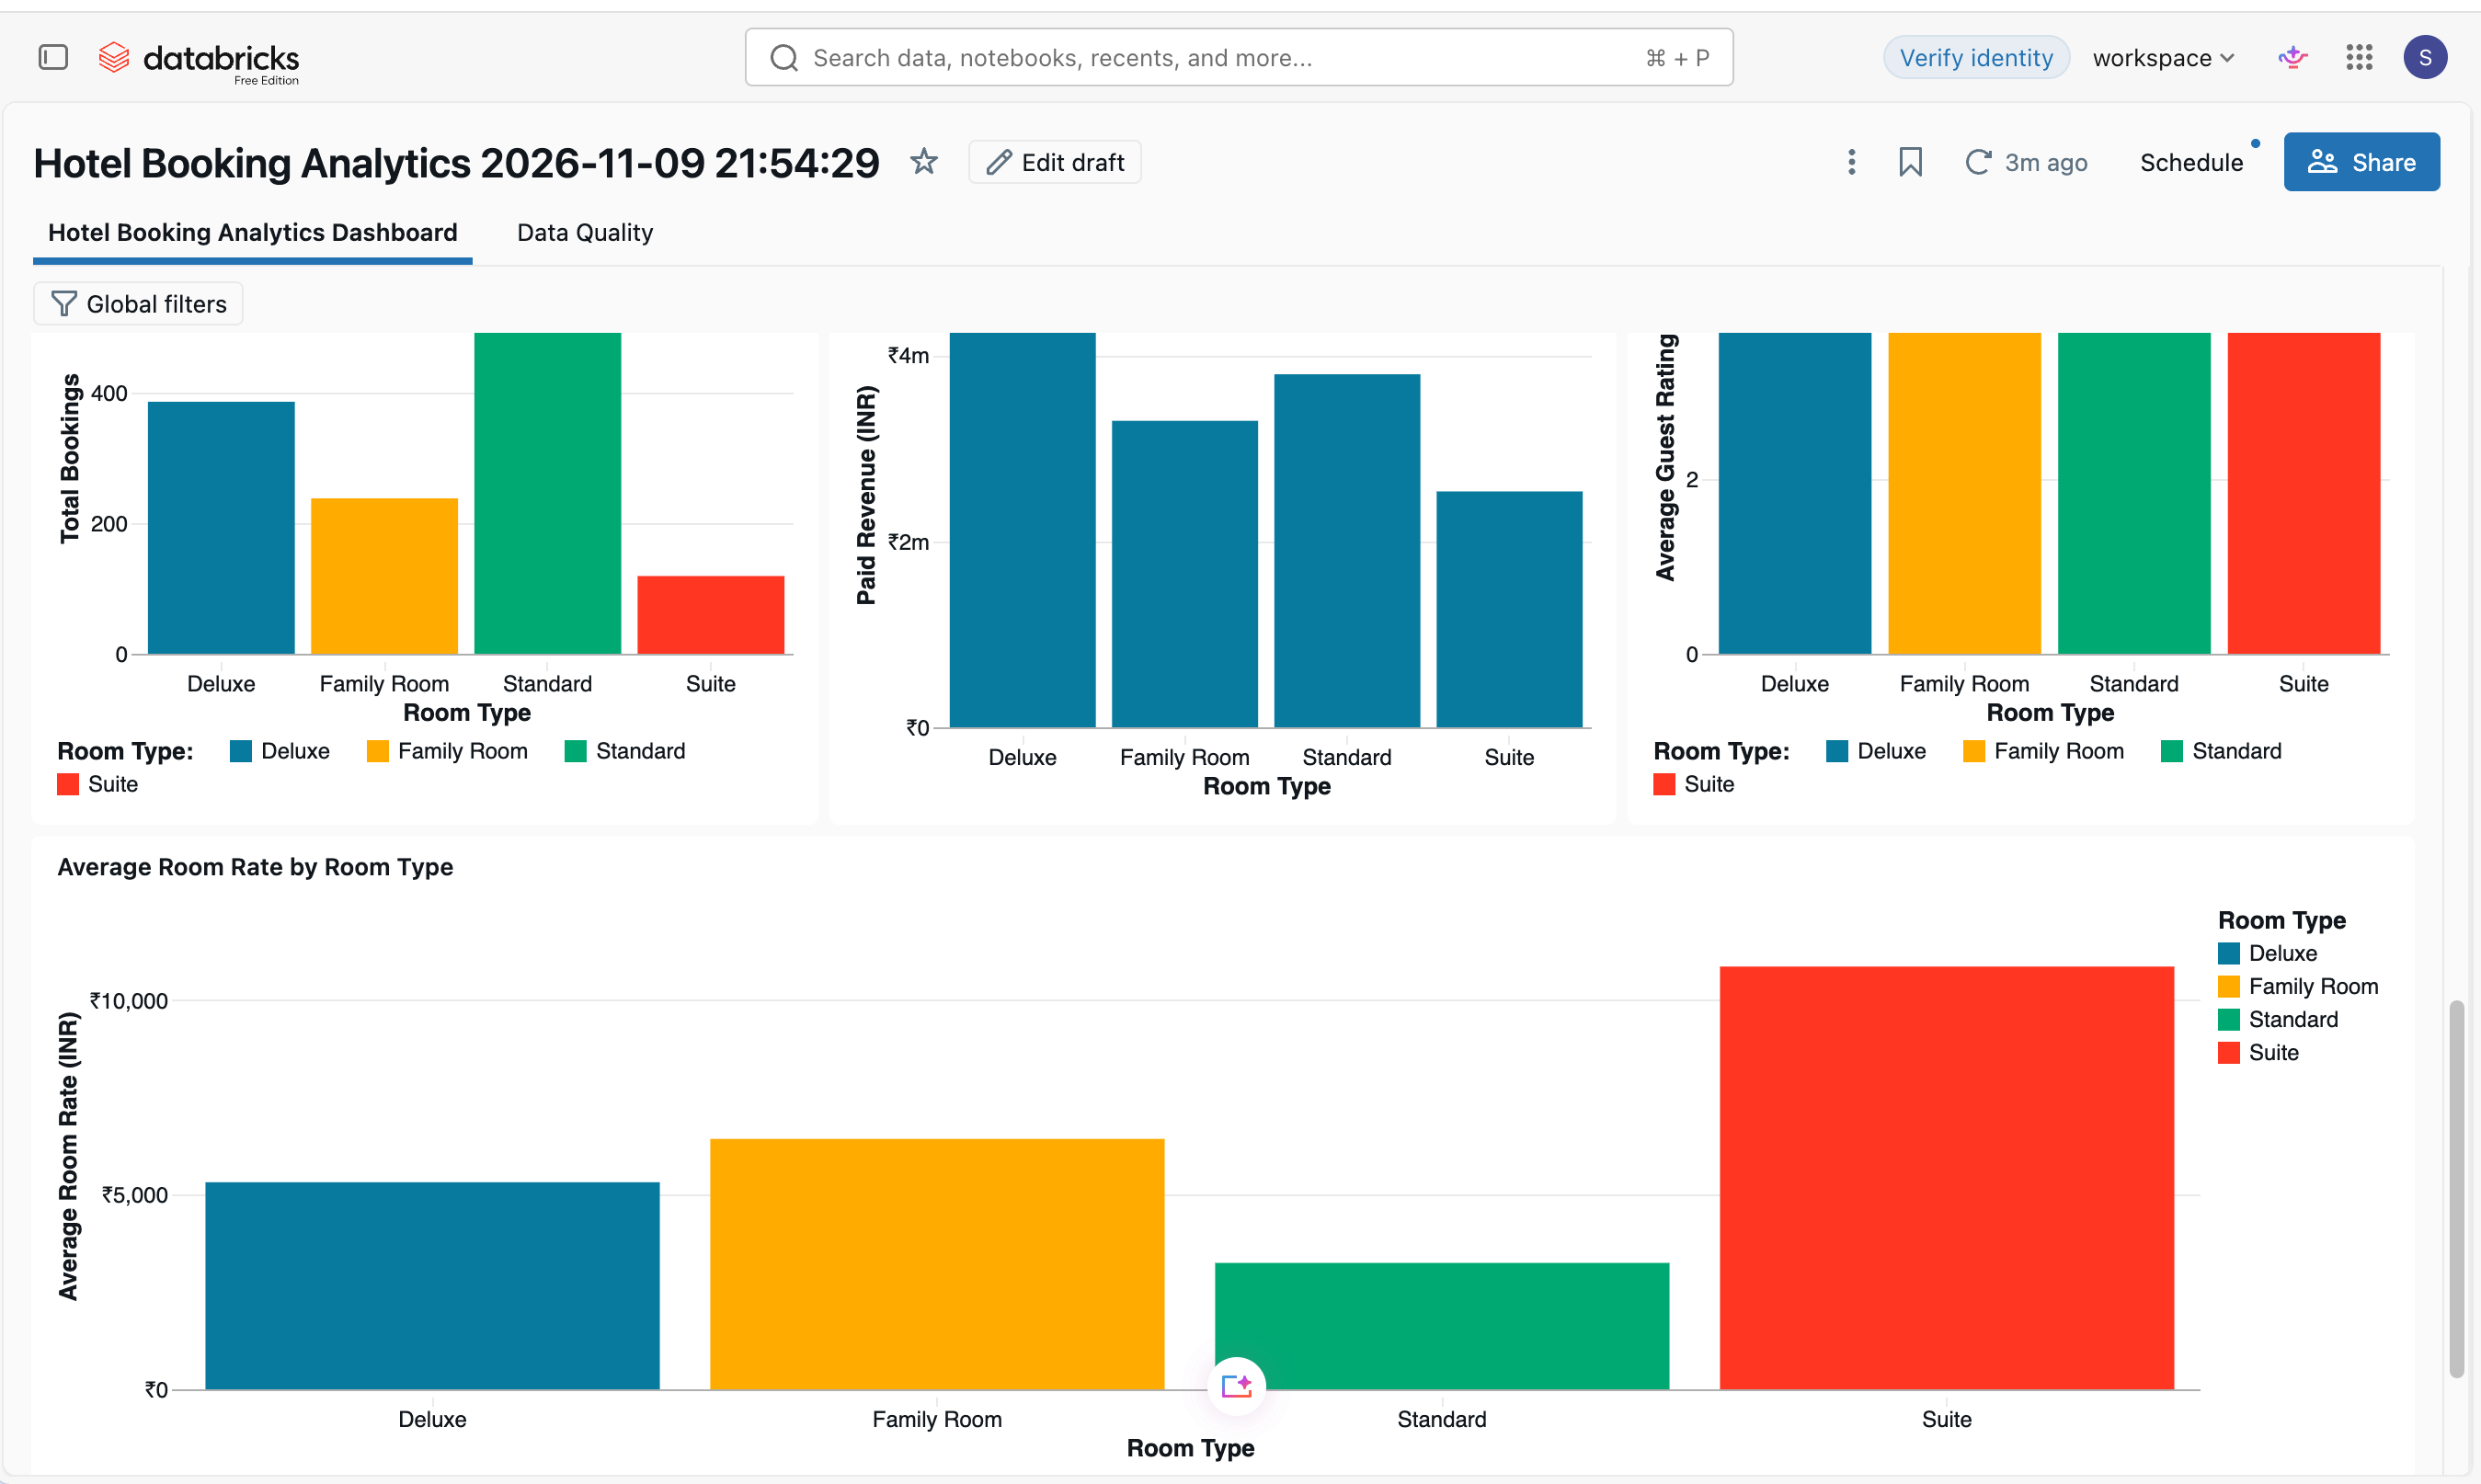 databricks
Free Edition
Search data, notebooks, recents, and more...
⌘ + P
Verify identity
workspace
S
Hotel Booking Analytics 2026-11-09 21:54:29
Edit draft
3m ago
Schedule
Share
Hotel Booking Analytics Dashboard
Data Quality
Global filters
Total Bookings
400
200
0
Deluxe
Family Room
Standard
Suite
Room Type
Room Type:
Deluxe
Family Room
Standard
Suite
Paid Revenue (INR)
₹4m
₹2m
₹0
Deluxe
Family Room
Standard
Suite
Room Type
Average Guest Rating
2
0
Deluxe
Family Room
Standard
Suite
Room Type
Room Type:
Deluxe
Family Room
Standard
Suite
Average Room Rate by Room Type
Average Room Rate (INR)
₹10,000
₹5,000
₹0
Deluxe
Family Room
Standard
Suite
Room Type
Room Type
Deluxe
Family Room
Standard
Suite